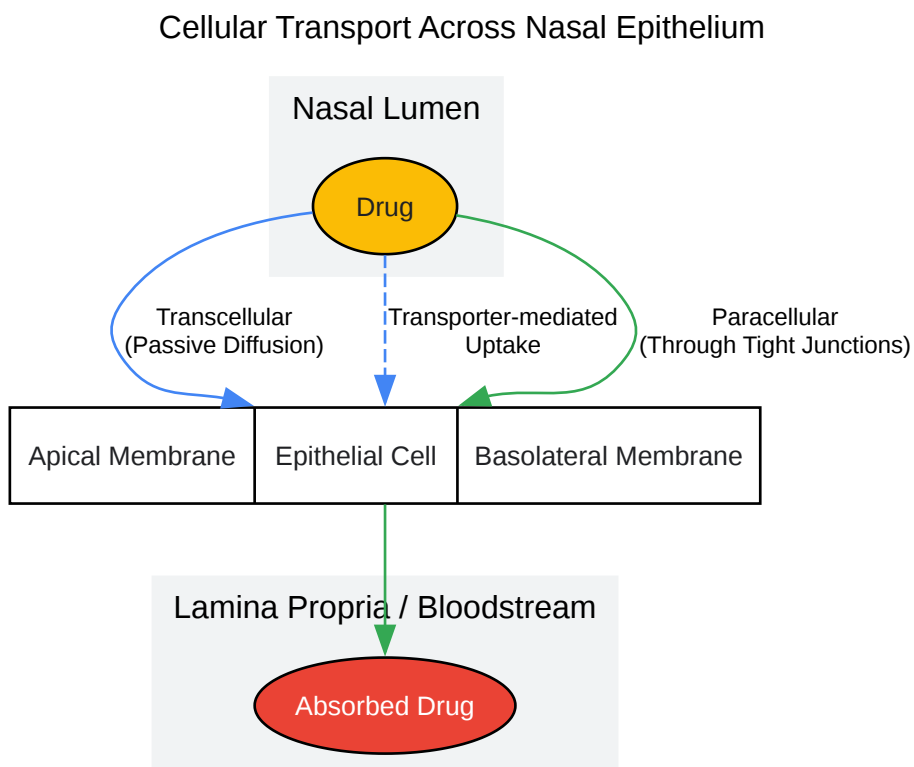 Cellular Transport Across Nasal Epithelium
Nasal Lumen
Drug
Transcellular
(Passive Diffusion)
Transporter-mediated
Uptake
Paracellular
(Through Tight Junctions)
Apical Membrane
Epithelial Cell
Basolateral Membrane
Lamina Propria / Bloodstream
Absorbed Drug